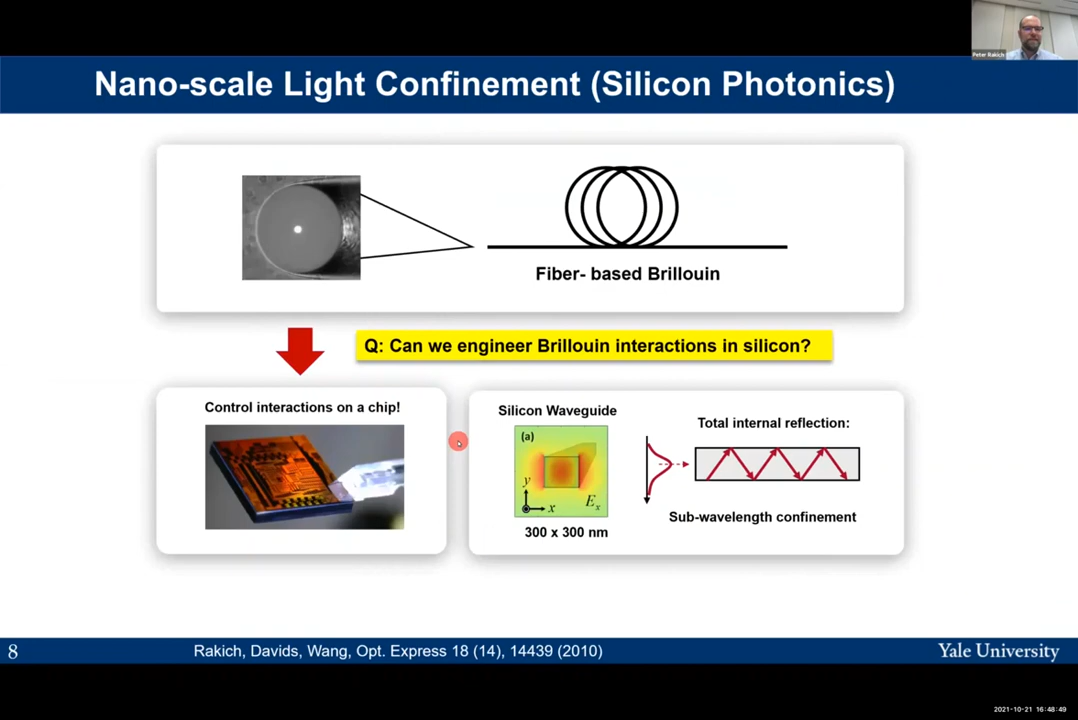 Peter Rakich
Nano-scale Light Confinement (Silicon Photonics)
Fiber- based Brillouin
Q: Can we engineer Brillouin interactions in silicon?
Control interactions on a chip!
Silicon Waveguide
(a)
y
x
Ex
300 x 300 nm
Total internal reflection:
Sub-wavelength confinement
8
Rakich, Davids, Wang, Opt. Express 18 (14), 14439 (2010)
Yale University
2021-10-21 16:48:49